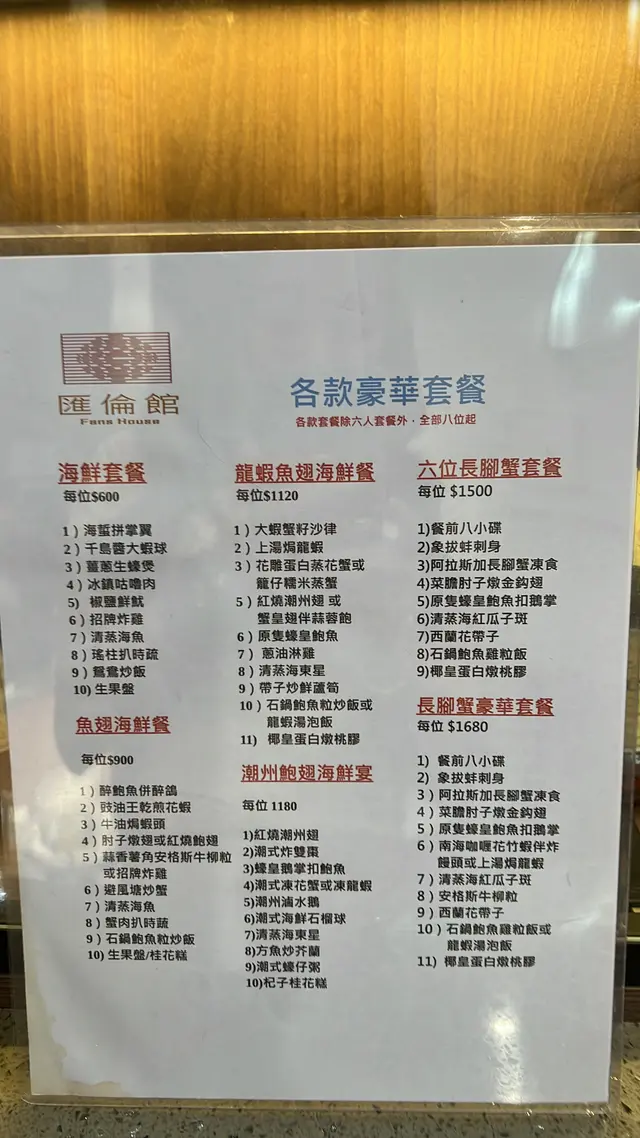 匯倫館
Fans House
各款豪華套餐
各款套餐除六人套餐外，全部八位起
海鮮套餐
每位$600
1）海蜇拼掌翼
2）千島醬大蝦球
3）薑蔥生蠔煲
4）冰鎮咕嚕肉
5） 椒鹽鮮魷
6）招牌炸雞
7）清蒸海魚
8）瑤柱扒時蔬
9）鴛鴦炒飯
10) 生果盤
魚翅海鮮餐
每位$900
1）醉鮑魚併醉鴿
2）豉油王乾煎花蝦
3）牛油焗蝦頭
4）肘子燉翅或紅燒鮑翅
5）蒜香薯角安格斯牛柳粒
或招牌炸雞
6）避風塘炒蟹
7）清蒸海魚
8）蟹肉扒時蔬
9）石鍋鮑魚粒炒飯
10）生果盤/桂花糕
龍蝦魚翅海鮮餐
每位$1120
1）大蝦蟹籽沙律
2）上湯焗龍蝦
3）花雕蛋白蒸花蟹或
籠仔糯米蒸蟹
5）紅燒潮州翅 或
蟹皇翅伴蒜蓉飽
6）原隻蠔皇鮑魚
7） 蔥油淋雞
8）清蒸海東星
9）帶子炒鮮蘆筍
10）石鍋鮑魚粒炒飯或
龍蝦湯泡飯
11) 椰皇蛋白燉桃膠
潮州鮑翅海鮮宴
每位 1180
1)紅燒潮州翅
2)潮式炸雙棗
3)蠔皇鵝掌扣鮑魚
4)潮式凍花蟹或凍龍蝦
5)潮州滷水鵝
6)潮式海鮮石榴球
7)清蒸海東星
8)方魚炒芥蘭
9)潮式蠔仔粥
10)杞子桂花糕
六位長腳蟹套餐
每位 $1500
1)餐前八小碟
2)象拔蚌刺身
3)阿拉斯加長腳蟹凍食
4)菜膽肘子燉金鈎翅
5)原隻蠔皇鮑魚扣鵝掌
6)清蒸海紅瓜子斑
7)西蘭花帶子
8)石鍋鮑魚雞粒飯
9)椰皇蛋白燉桃膠
長腳蟹豪華套餐
每位 $1680
1) 餐前八小碟
2) 象拔蚌刺身
3）阿拉斯加長腳蟹凍食
4）菜膽肘子燉金鈎翅
5）原隻蠔皇鮑魚扣鵝掌
6）南海咖喱花竹蝦伴炸
饅頭或上湯焗龍蝦
7）清蒸海紅瓜子斑
8）安格斯牛柳粒
9）西蘭花帶子
10）石鍋鮑魚雞粒飯或
龍蝦湯泡飯
11) 椰皇蛋白燉桃膠